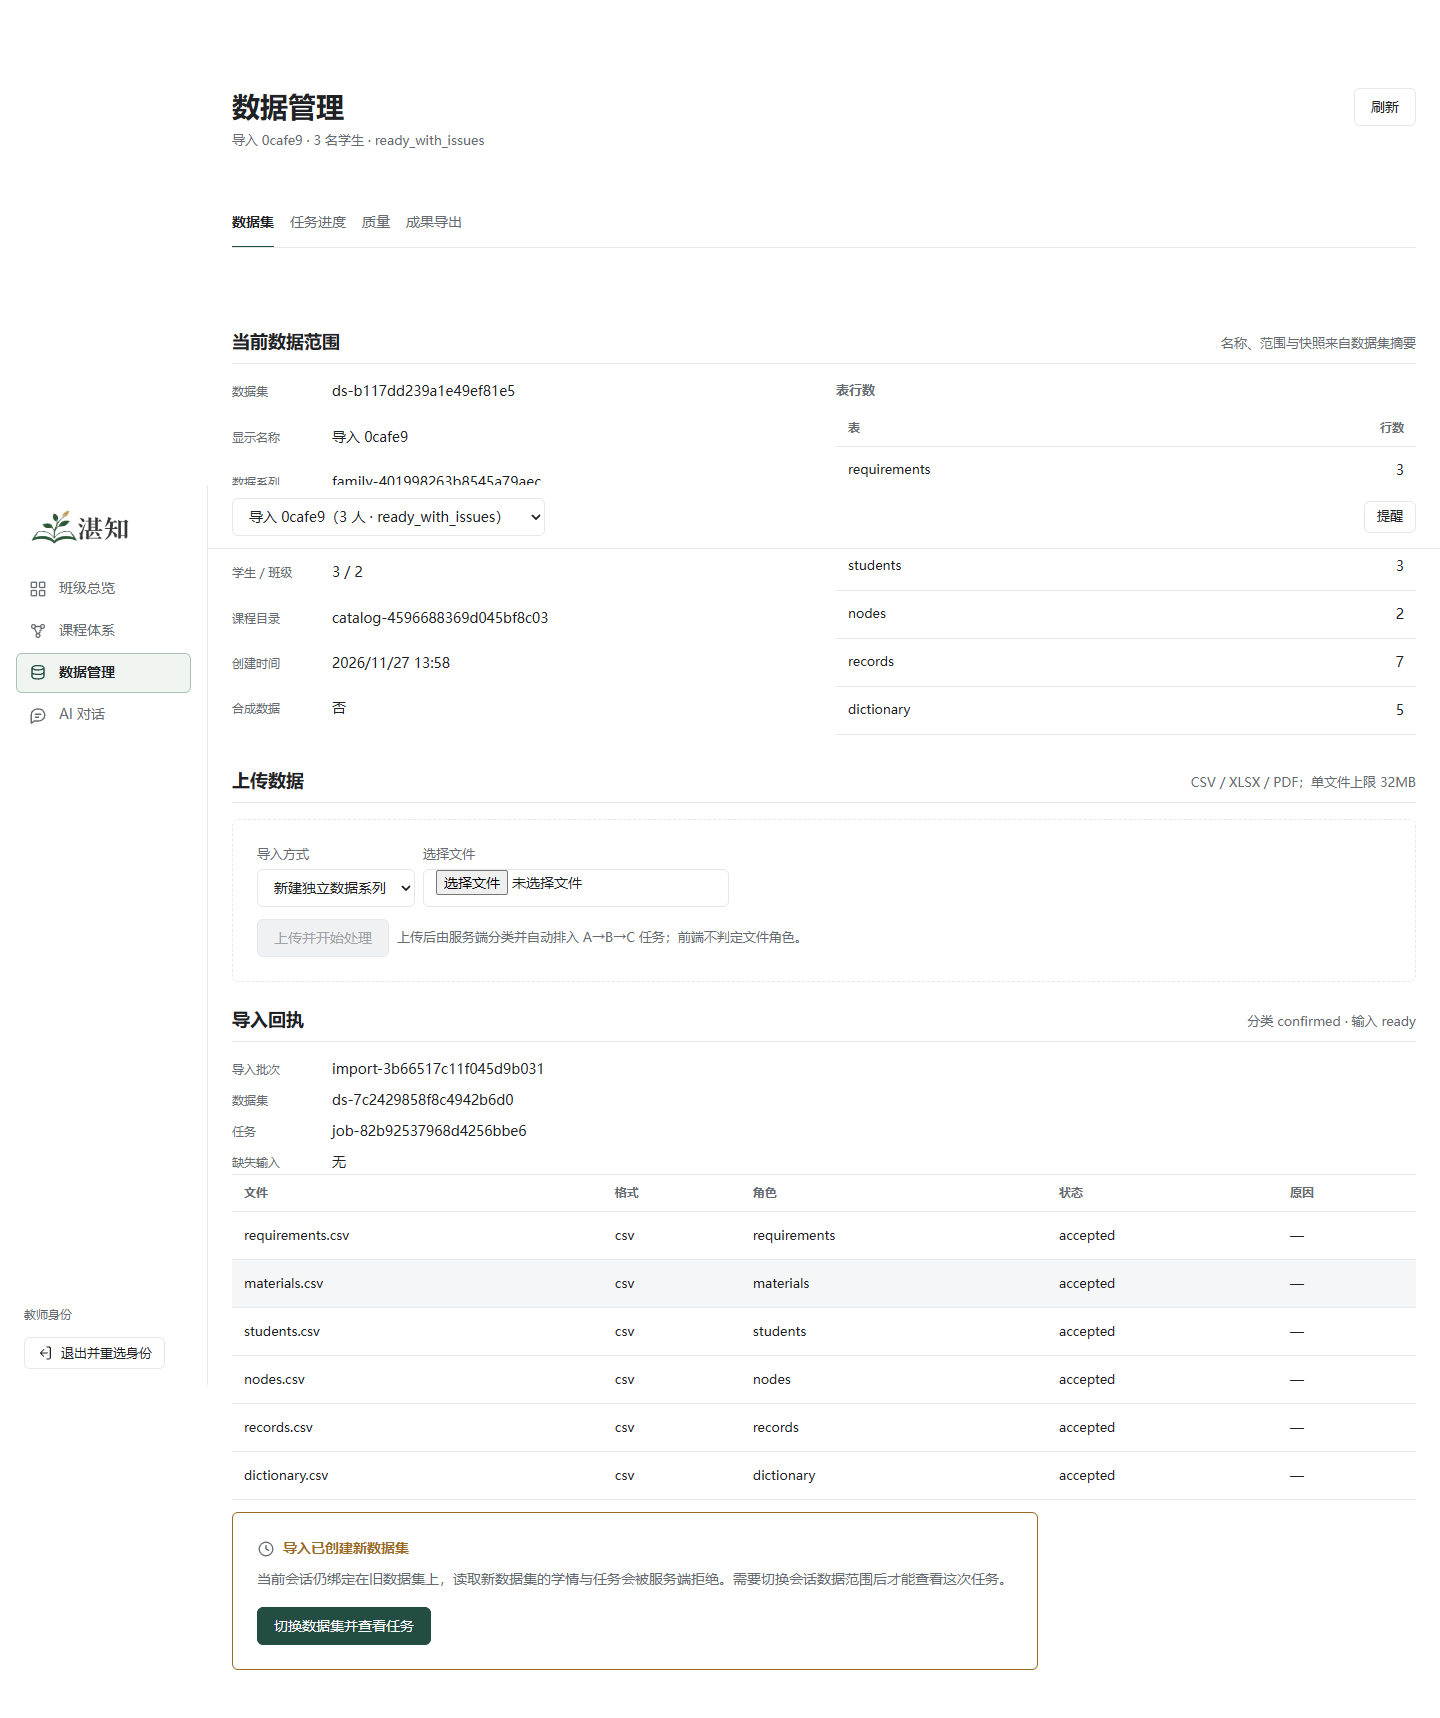 数据管理
导入 0cafe9 · 3 名学生 · ready_with_issues
刷新
数据集 任务进度 质量 成果导出
当前数据范围
名称、范围与快照来自数据集摘要
数据集 ds-b117dd239a1e49ef81e5
显示名称 导入 0cafe9
数据系列 family-401998263b8545a79aec
表行数
表 行数
requirements 3
湛知
班级总览
课程体系
数据管理
AI 对话
导入 0cafe9（3 人 · ready_with_issues）
提醒
学生 / 班级 3 / 2
课程目录 catalog-4596688369d045bf8c03
创建时间 2026/11/27 13:58
合成数据 否
students 3
nodes 2
records 7
dictionary 5
上传数据
CSV / XLSX / PDF；单文件上限 32MB
导入方式 选择文件
新建独立数据系列 选择文件 未选择文件
上传并开始处理 上传后由服务端分类并自动排入 A→B→C 任务；前端不判定文件角色。
导入回执
分类 confirmed · 输入 ready
导入批次 import-3b66517c11f045d9b031
数据集 ds-7c2429858f8c4942b6d0
任务 job-82b92537968d4256bbe6
缺失输入 无
文件 格式 角色 状态 原因
requirements.csv csv requirements accepted —
materials.csv csv materials accepted —
students.csv csv students accepted —
nodes.csv csv nodes accepted —
records.csv csv records accepted —
dictionary.csv csv dictionary accepted —
教师身份
退出并重选身份
导入已创建新数据集
当前会话仍绑定在旧数据集上，读取新数据集的学情与任务会被服务端拒绝。需要切换会话数据范围后才能查看这次任务。
切换数据集并查看任务